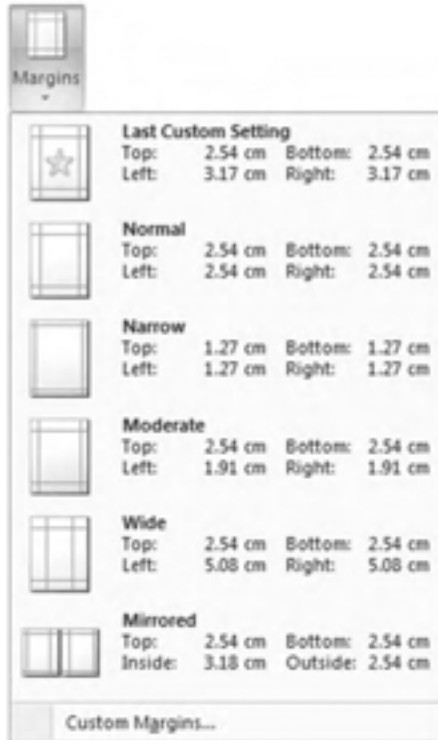 Margins
Last Custom Setting
Top: 2.54 cm Bottom: 2.54 cm
Left: 3.17 cm Right: 3.17 cm
Normal
Top: 2.54 cm Bottom: 2.54 cm
Left: 2.54 cm Right: 2.54 cm
Narrow
Top: 1.27 cm Bottom: 1.27 cm
Left: 1.27 cm Right: 1.27 cm
Moderate
Top: 2.54 cm Bottom: 2.54 cm
Left: 1.91 cm Right: 1.91 cm
Wide
Top: 2.54 cm Bottom: 2.54 cm
Left: 5.08 cm Right: 5.08 cm
Mirrored
Top: 2.54 cm Bottom: 2.54 cm
Inside: 3.18 cm Outside: 2.54 cm
Custom Margins...